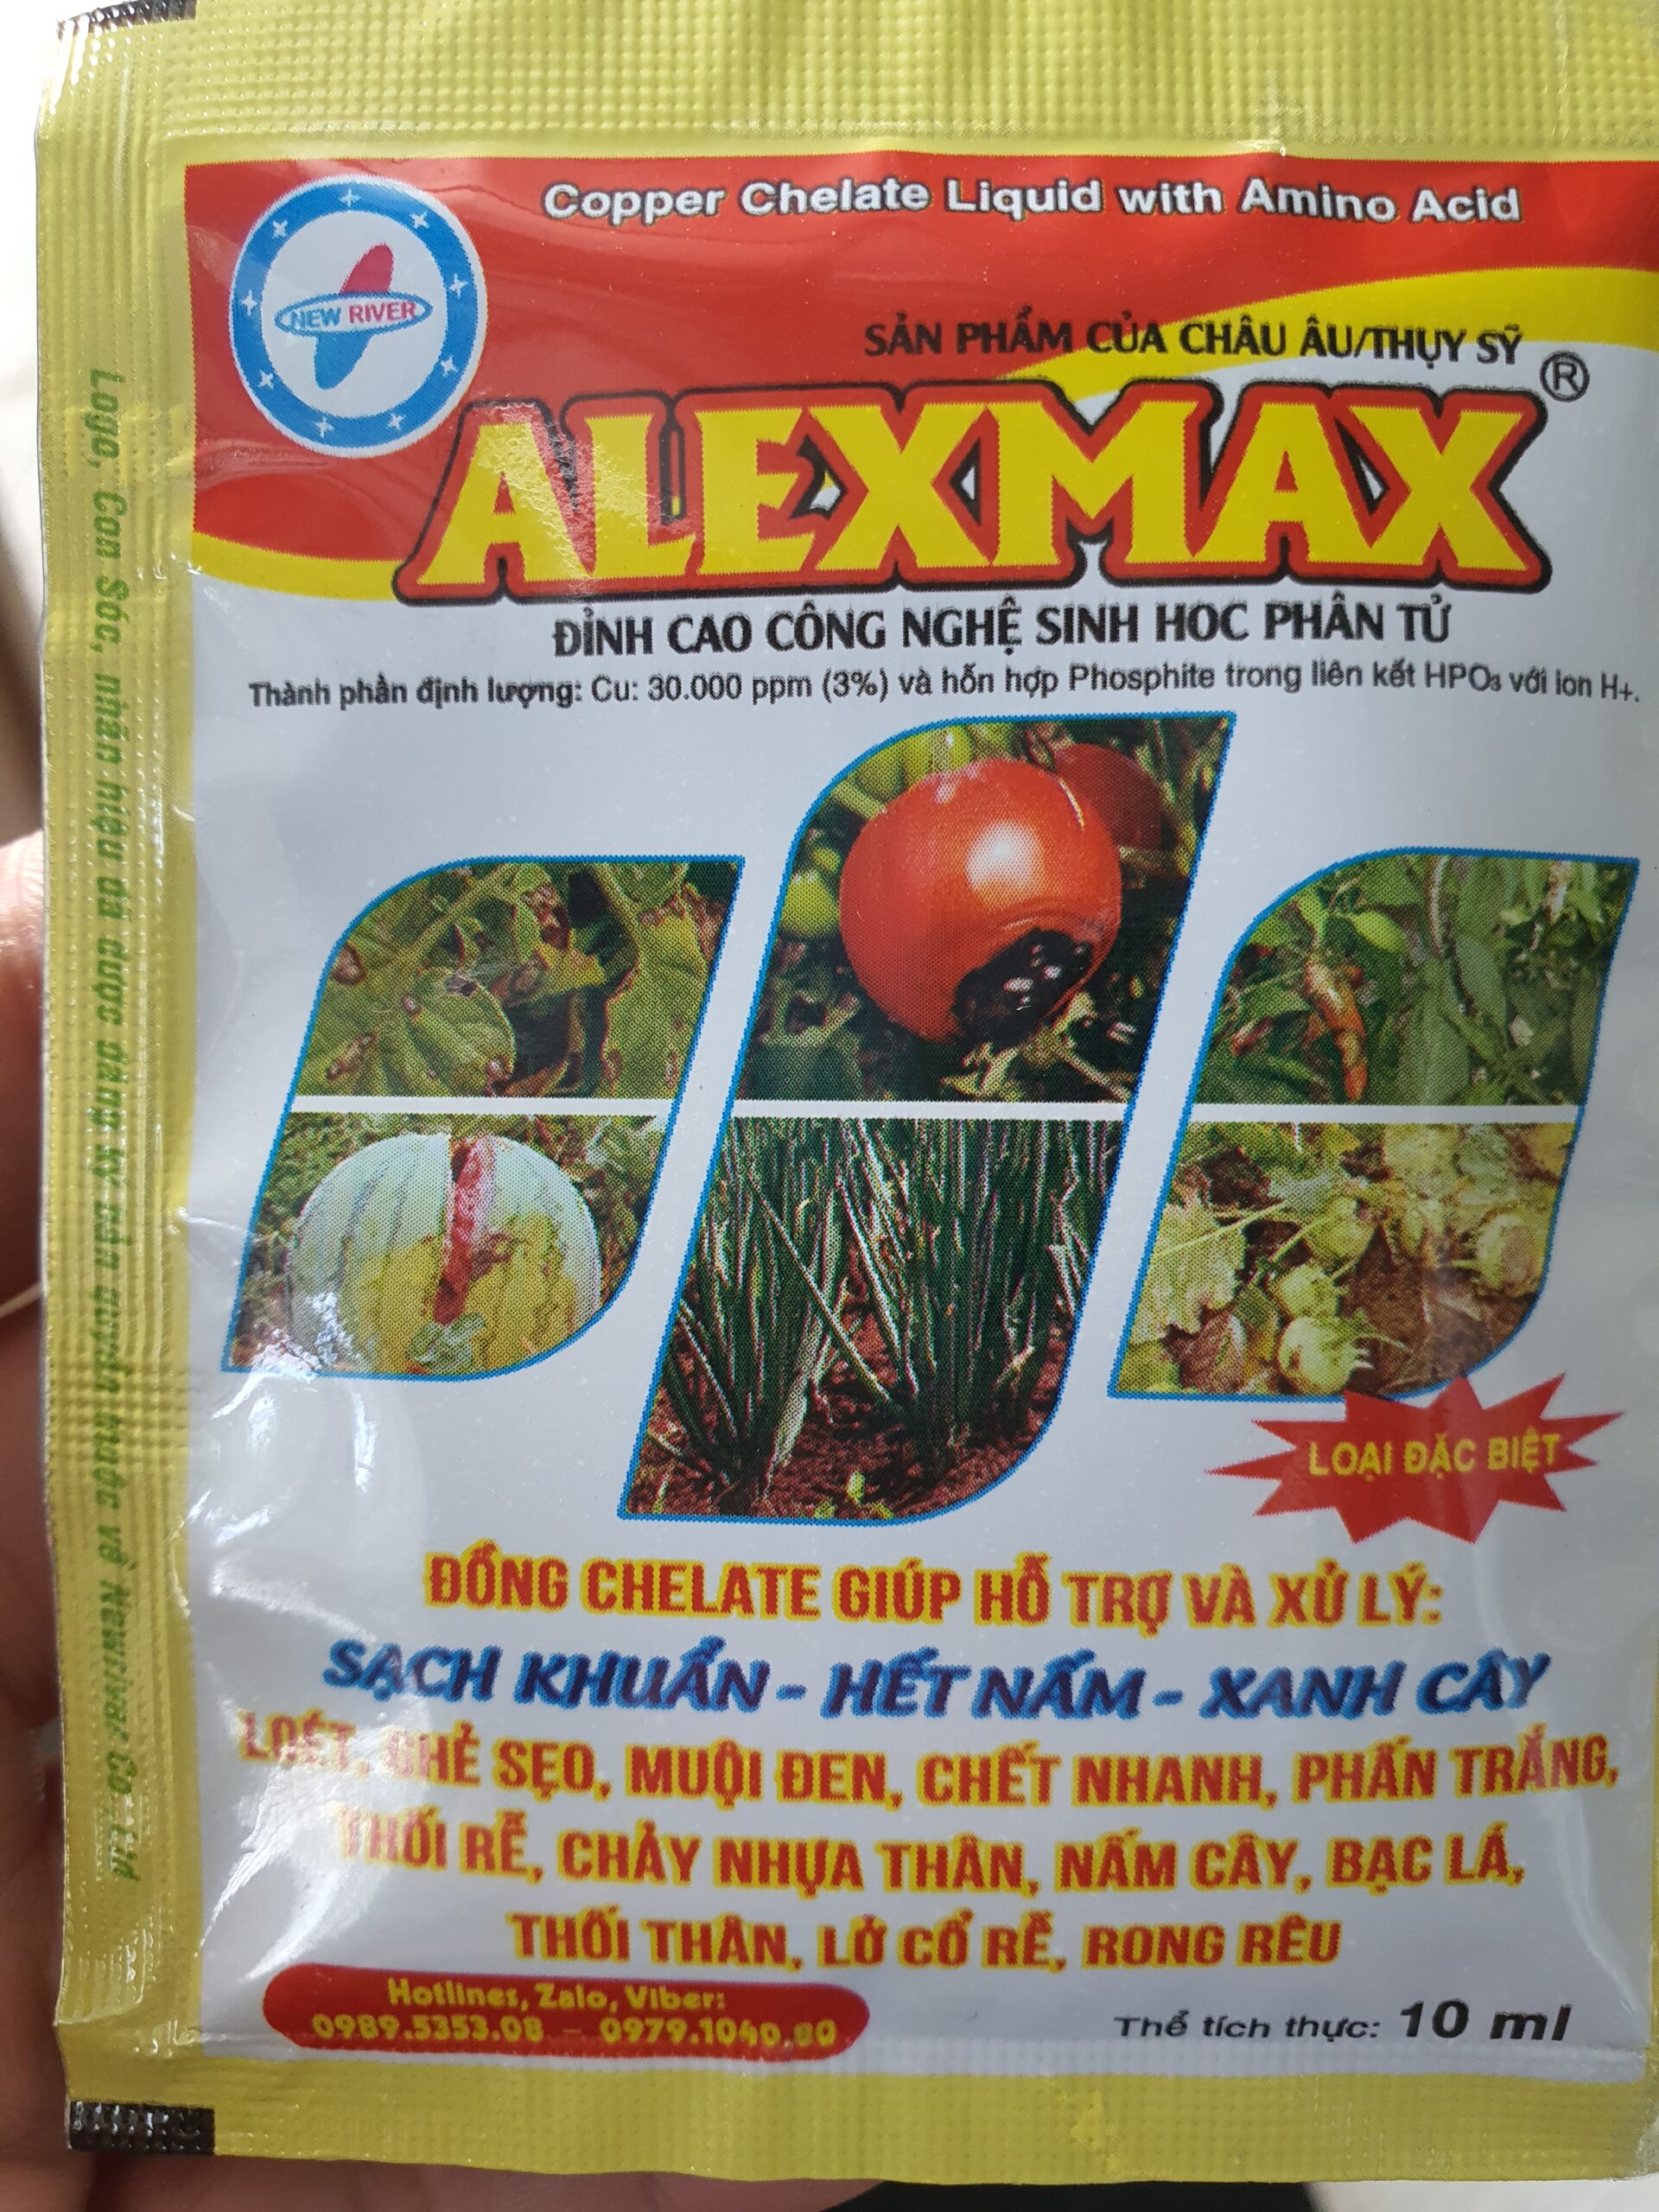 Copper Chelate Liquid with Amino Acid
NEW RIVER
SẢN PHẨM CỦA CHÂU ÂU/THỤY SỸ
ALEXMAX®
ĐỈNH CAO CÔNG NGHỆ SINH HOC PHÂN TỬ
Thành phần định lượng: Cu: 30.000 ppm (3%) và hỗn hợp Phosphite trong liên kết HPO₃ với ion H+.
LOẠI ĐẶC BIỆT
ĐỒNG CHELATE GIÚP HỖ TRỢ VÀ XỬ LÝ:
SẠCH KHUẨN - HẾT NẤM - XANH CÂY
LOÉT, GHẺ SẸO, MUỘI ĐEN, CHẾT NHANH, PHẤN TRẮNG,
THỐI RỄ, CHẢY NHỰA THÂN, NẤM CÂY, BẠC LÁ,
THỐI THÂN, LỞ CỔ RỄ, RONG RÊU
Hotlines, Zalo, Viber:
0989.5353.08 - 0979.1040.80
Thể tích thực: 10 ml
Logo, Con Sóc, nhãn hiệu đã được đăng ký bản quyền thuộc về Newriver Co., Ltd